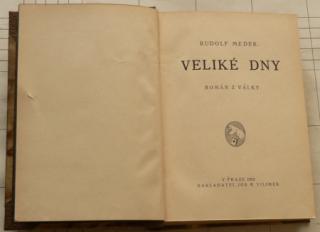 RUDOLF MEDEK
VELIKÉ DNY
ROMÁN Z VÁLKY
V PRAZE
NAKLADATEL JOS. R. VILÍMEK